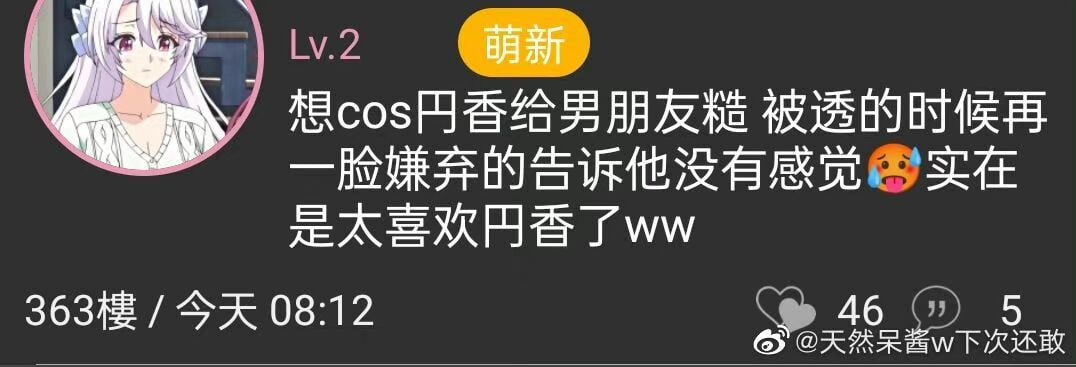 Lv.2 萌新
想cos円香给男朋友糙 被透的时候再
一脸嫌弃的告诉他没有感觉🥵实在
是太喜欢円香了ww
363樓 / 今天 08:12 46 5
@天然呆酱w下次还敢